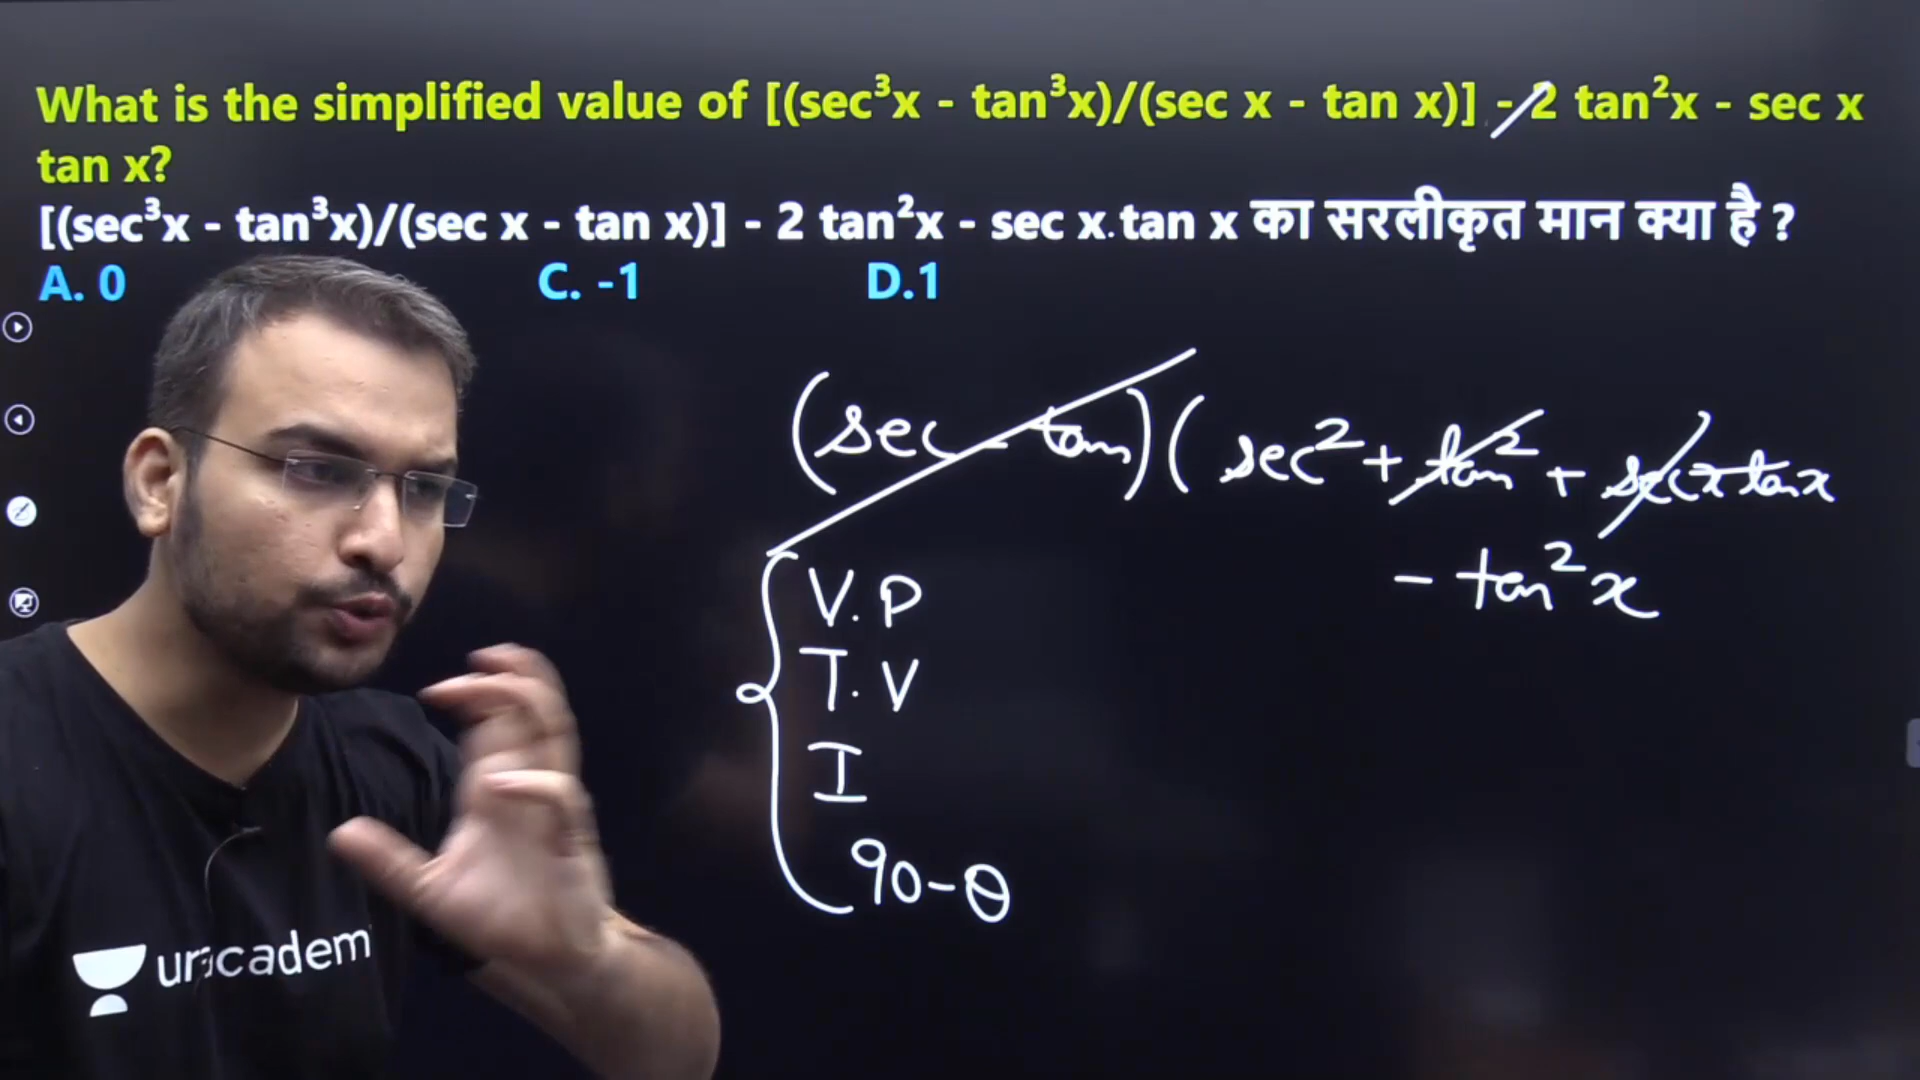 What is the simplified value of [(sec³x - tan³x)/(sec x - tan x)] - 2 tan²x - sec x
tan x?
[(sec³x - tan³x)/(sec x - tan x)] - 2 tan²x - sec x.tan x का सरलीकृत मान क्या है ?
A. 0 C. -1 D.1
(sec - tan)(sec² + tan² + secx tanx
- tan²x
V.P
T.V
I
90-θ
unacademy